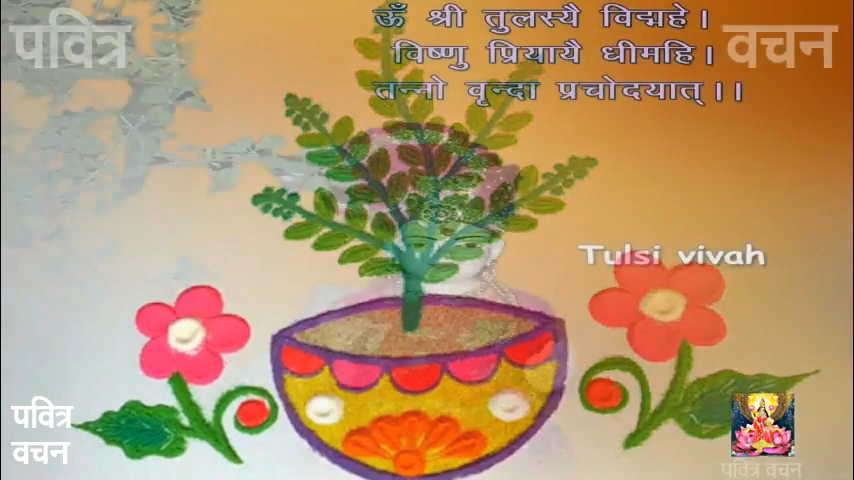 पवित्र
वचन
ॐ श्री तुलस्यै विद्महे।
विष्णु प्रियायै धीमहि।
तन्नो वृन्दा प्रचोदयात्।।
Tulsi vivah
पवित्र
वचन
पवित्र वचन